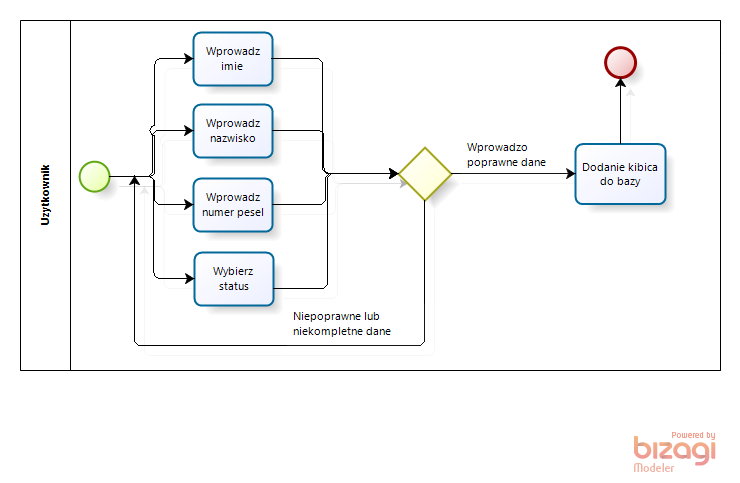 Uzytkownik
Wprowadz
imie
Wprowadz
nazwisko
Wprowadz
numer pesel
Wybierz
status
Wprowadzo
poprawne dane
Dodanie kibica
do bazy
Niepoprawne lub
niekompletne dane
Powered by
bizagi
Modeler